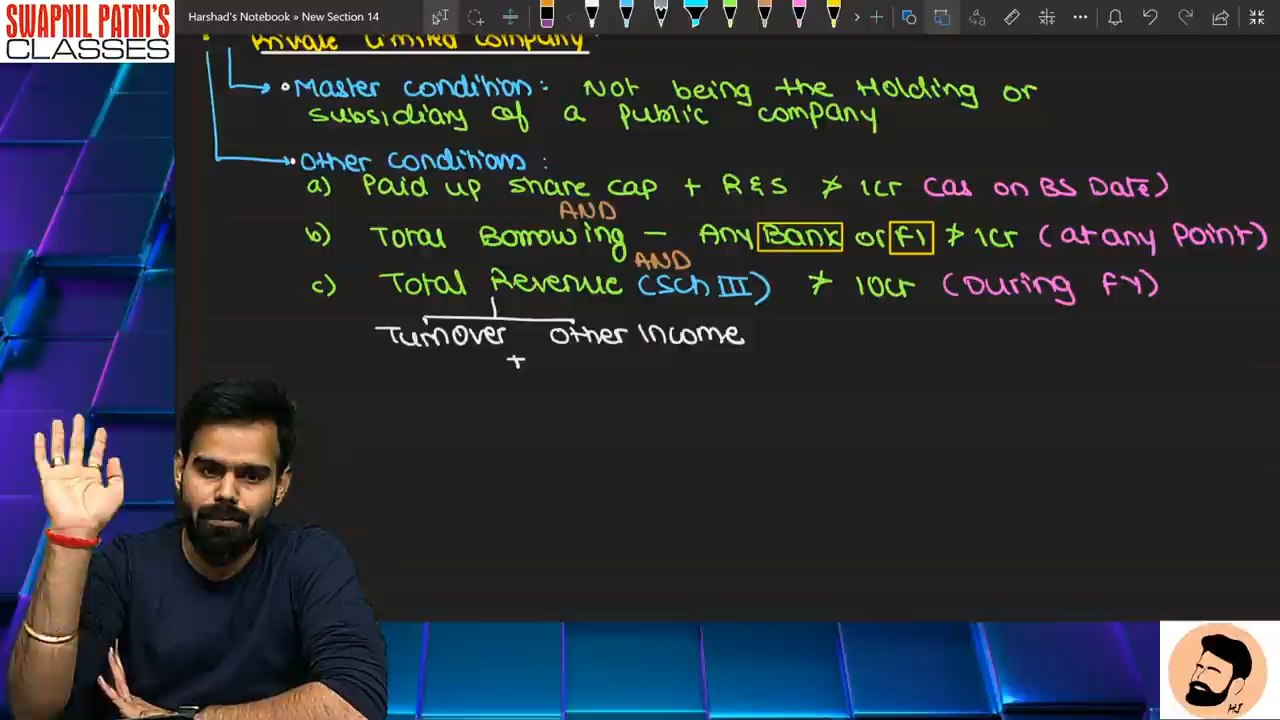 SWAPNIL PATNI'S
CLASSES
Harshad's Notebook » New Section 14
Private Limited Company
Master condition: Not being the Holding or
subsidiary of a public company
Other conditions :
a) Paid up share cap + R&S ≯ 1cr (as on BS Date)
AND
b) Total Borrowing - Any Bank or FI ≯ 1cr (at any Point)
AND
c) Total Revenue (Sch III) ≯ 10cr (During FY)
Turnover Other Income
+
HJ